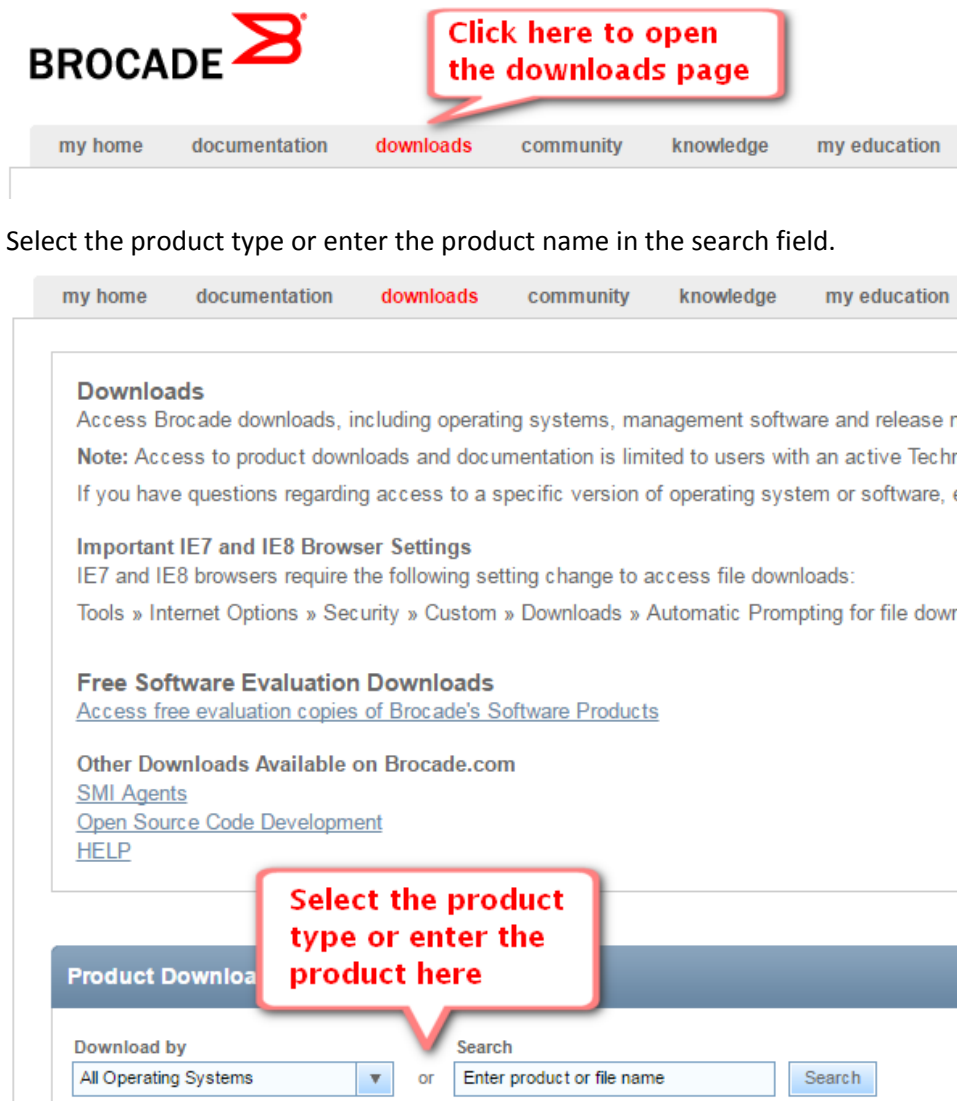 BROCADE
Click here to open
the downloads page
my home documentation downloads community knowledge my education
Select the product type or enter the product name in the search field.
my home documentation downloads community knowledge my education
Downloads
Access Brocade downloads, including operating systems, management software and release
Note: Access to product downloads and documentation is limited to users with an active
If you have questions regarding access to a specific version of operating system or software,
Important IE7 and IE8 Browser Settings
IE7 and IE8 browsers require the following setting change to access file downloads:
Tools » Internet Options » Security » Custom » Downloads » Automatic Prompting for file
Free Software Evaluation Downloads
Access free evaluation copies of Brocade's Software Products
Other Downloads Available on Brocade.com
SMI Agents
Open Source Code Development
HELP
Select the product
type or enter the
product here
Product
Download by
Search
All Operating Systems or Enter product or file name Search